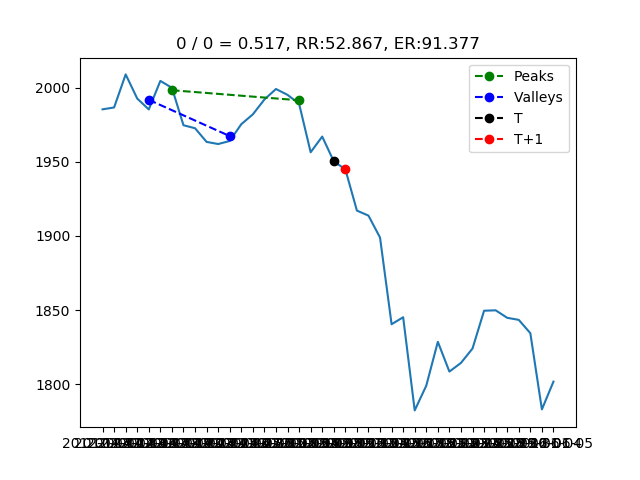 0 / 0 = 0.517, RR:52.867, ER:91.377
2000
1950
1900
1850
1800
Peaks
Valleys
T
T+1